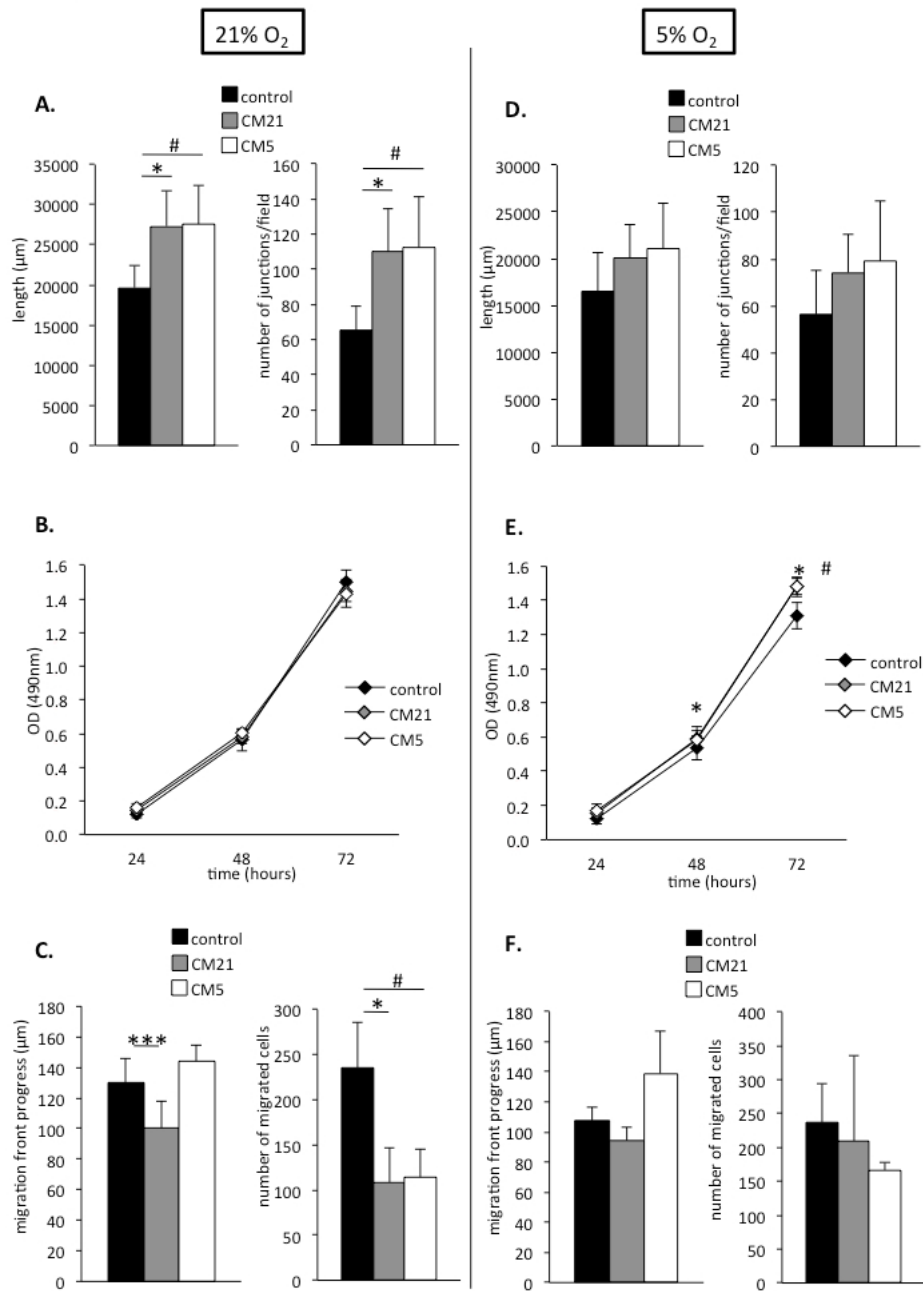 21% O2
5% O2
A.
control
CM21
CM5
#
*
35000
30000
25000
20000
15000
10000
5000
0
length (µm)
#
*
160
140
120
100
80
60
40
20
0
number of junctions/field
D.
control
CM21
CM5
30000
25000
20000
15000
10000
5000
0
length (µm)
120
100
80
60
40
20
0
number of junctions/field
B.
1.6
1.4
1.2
1.0
0.8
0.6
0.4
0.2
0.0
OD (490nm)
24 48 72
time (hours)
control
CM21
CM5
E.
1.6
1.4
1.2
1.0
0.8
0.6
0.4
0.2
0.0
OD (490nm)
* #
*
24 48 72
time (hours)
control
CM21
CM5
C.
control
CM21
CM5
180
160
140
120
100
80
60
40
20
0
migration front progress (µm)
***
300
250
200
150
100
50
0
number of migrated cells
#
*
F.
control
CM21
CM5
180
160
140
120
100
80
60
40
20
0
migration front progress (µm)
400
350
300
250
200
150
100
50
0
number of migrated cells